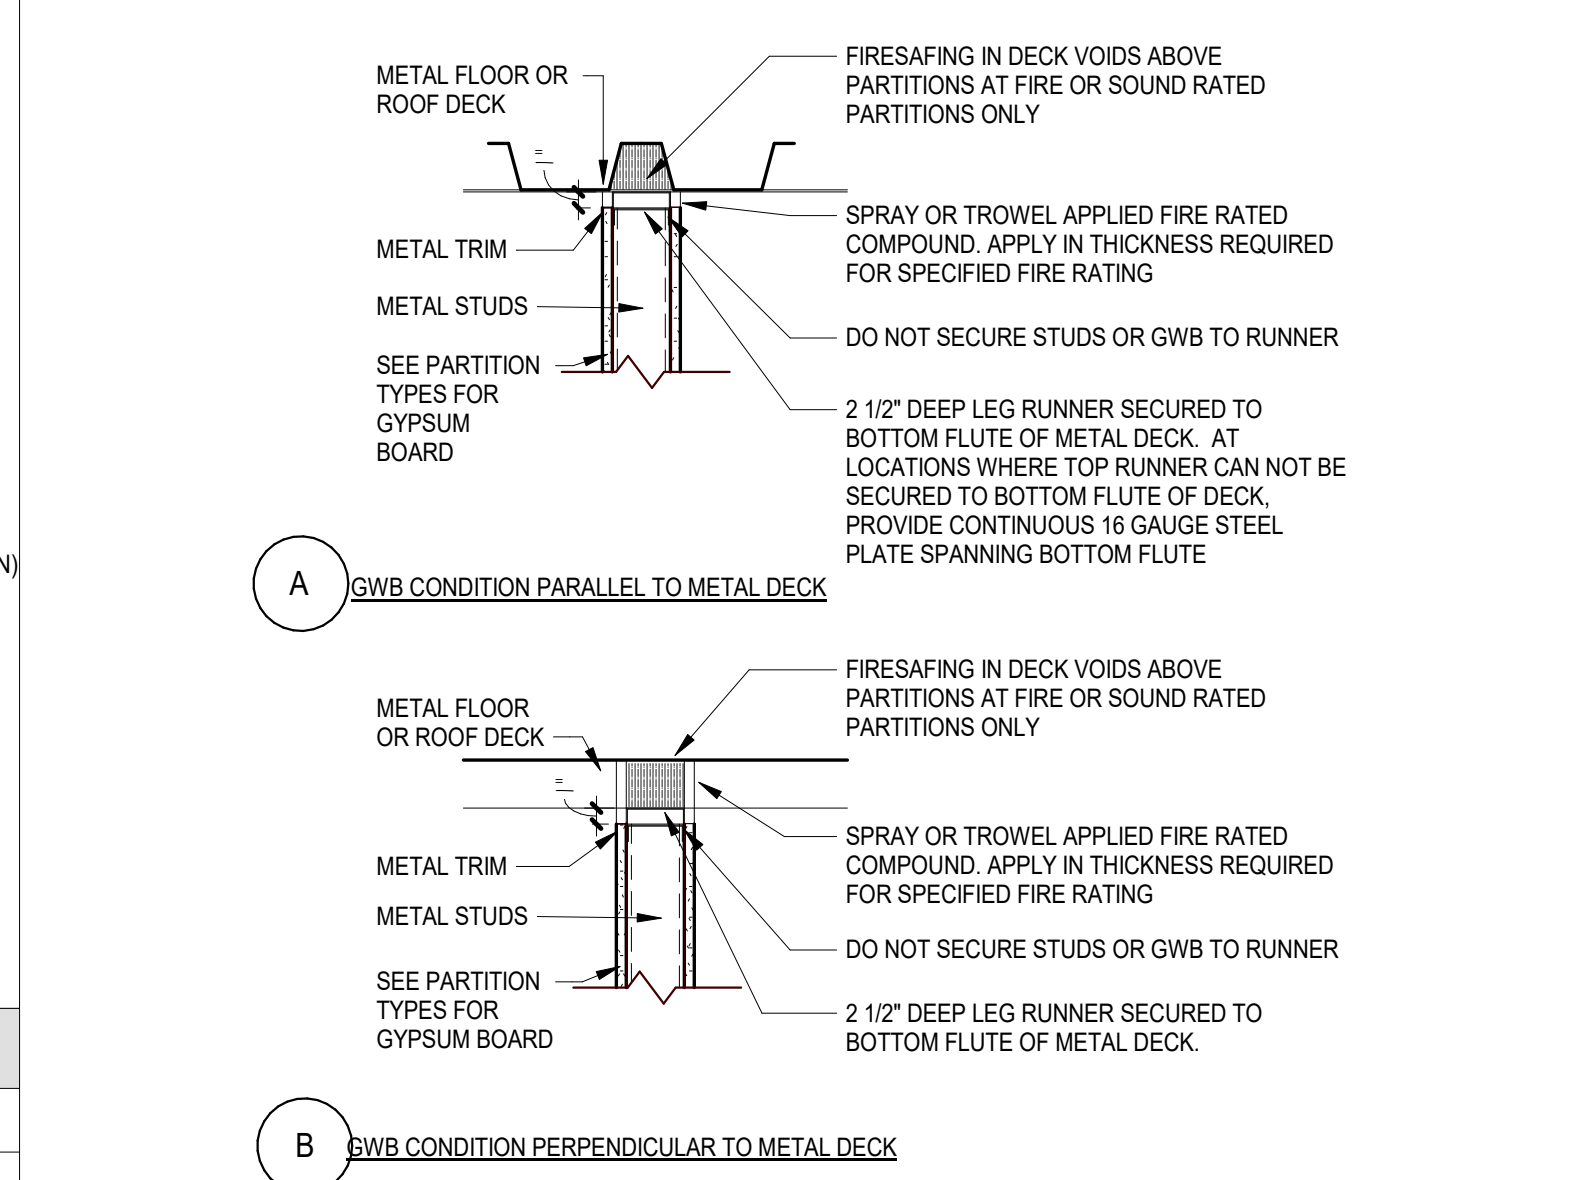 METAL FLOOR OR
ROOF DECK
METAL TRIM
METAL STUDS
SEE PARTITION
TYPES FOR
GYPSUM
BOARD
FIRESAFING IN DECK VOIDS ABOVE
PARTITIONS AT FIRE OR SOUND RATED
PARTITIONS ONLY
SPRAY OR TROWEL APPLIED FIRE RATED
COMPOUND. APPLY IN THICKNESS REQUIRED
FOR SPECIFIED FIRE RATING
DO NOT SECURE STUDS OR GWB TO RUNNER
2 1/2" DEEP LEG RUNNER SECURED TO
BOTTOM FLUTE OF METAL DECK. AT
LOCATIONS WHERE TOP RUNNER CAN NOT BE
SECURED TO BOTTOM FLUTE OF DECK,
PROVIDE CONTINUOUS 16 GAUGE STEEL
PLATE SPANNING BOTTOM FLUTE
N)
A
GWB CONDITION PARALLEL TO METAL DECK
METAL FLOOR
OR ROOF DECK
METAL TRIM
METAL STUDS
SEE PARTITION
TYPES FOR
GYPSUM BOARD
FIRESAFING IN DECK VOIDS ABOVE
PARTITIONS AT FIRE OR SOUND RATED
PARTITIONS ONLY
SPRAY OR TROWEL APPLIED FIRE RATED
COMPOUND. APPLY IN THICKNESS REQUIRED
FOR SPECIFIED FIRE RATING
DO NOT SECURE STUDS OR GWB TO RUNNER
2 1/2" DEEP LEG RUNNER SECURED TO
BOTTOM FLUTE OF METAL DECK.
B
GWB CONDITION PERPENDICULAR TO METAL DECK